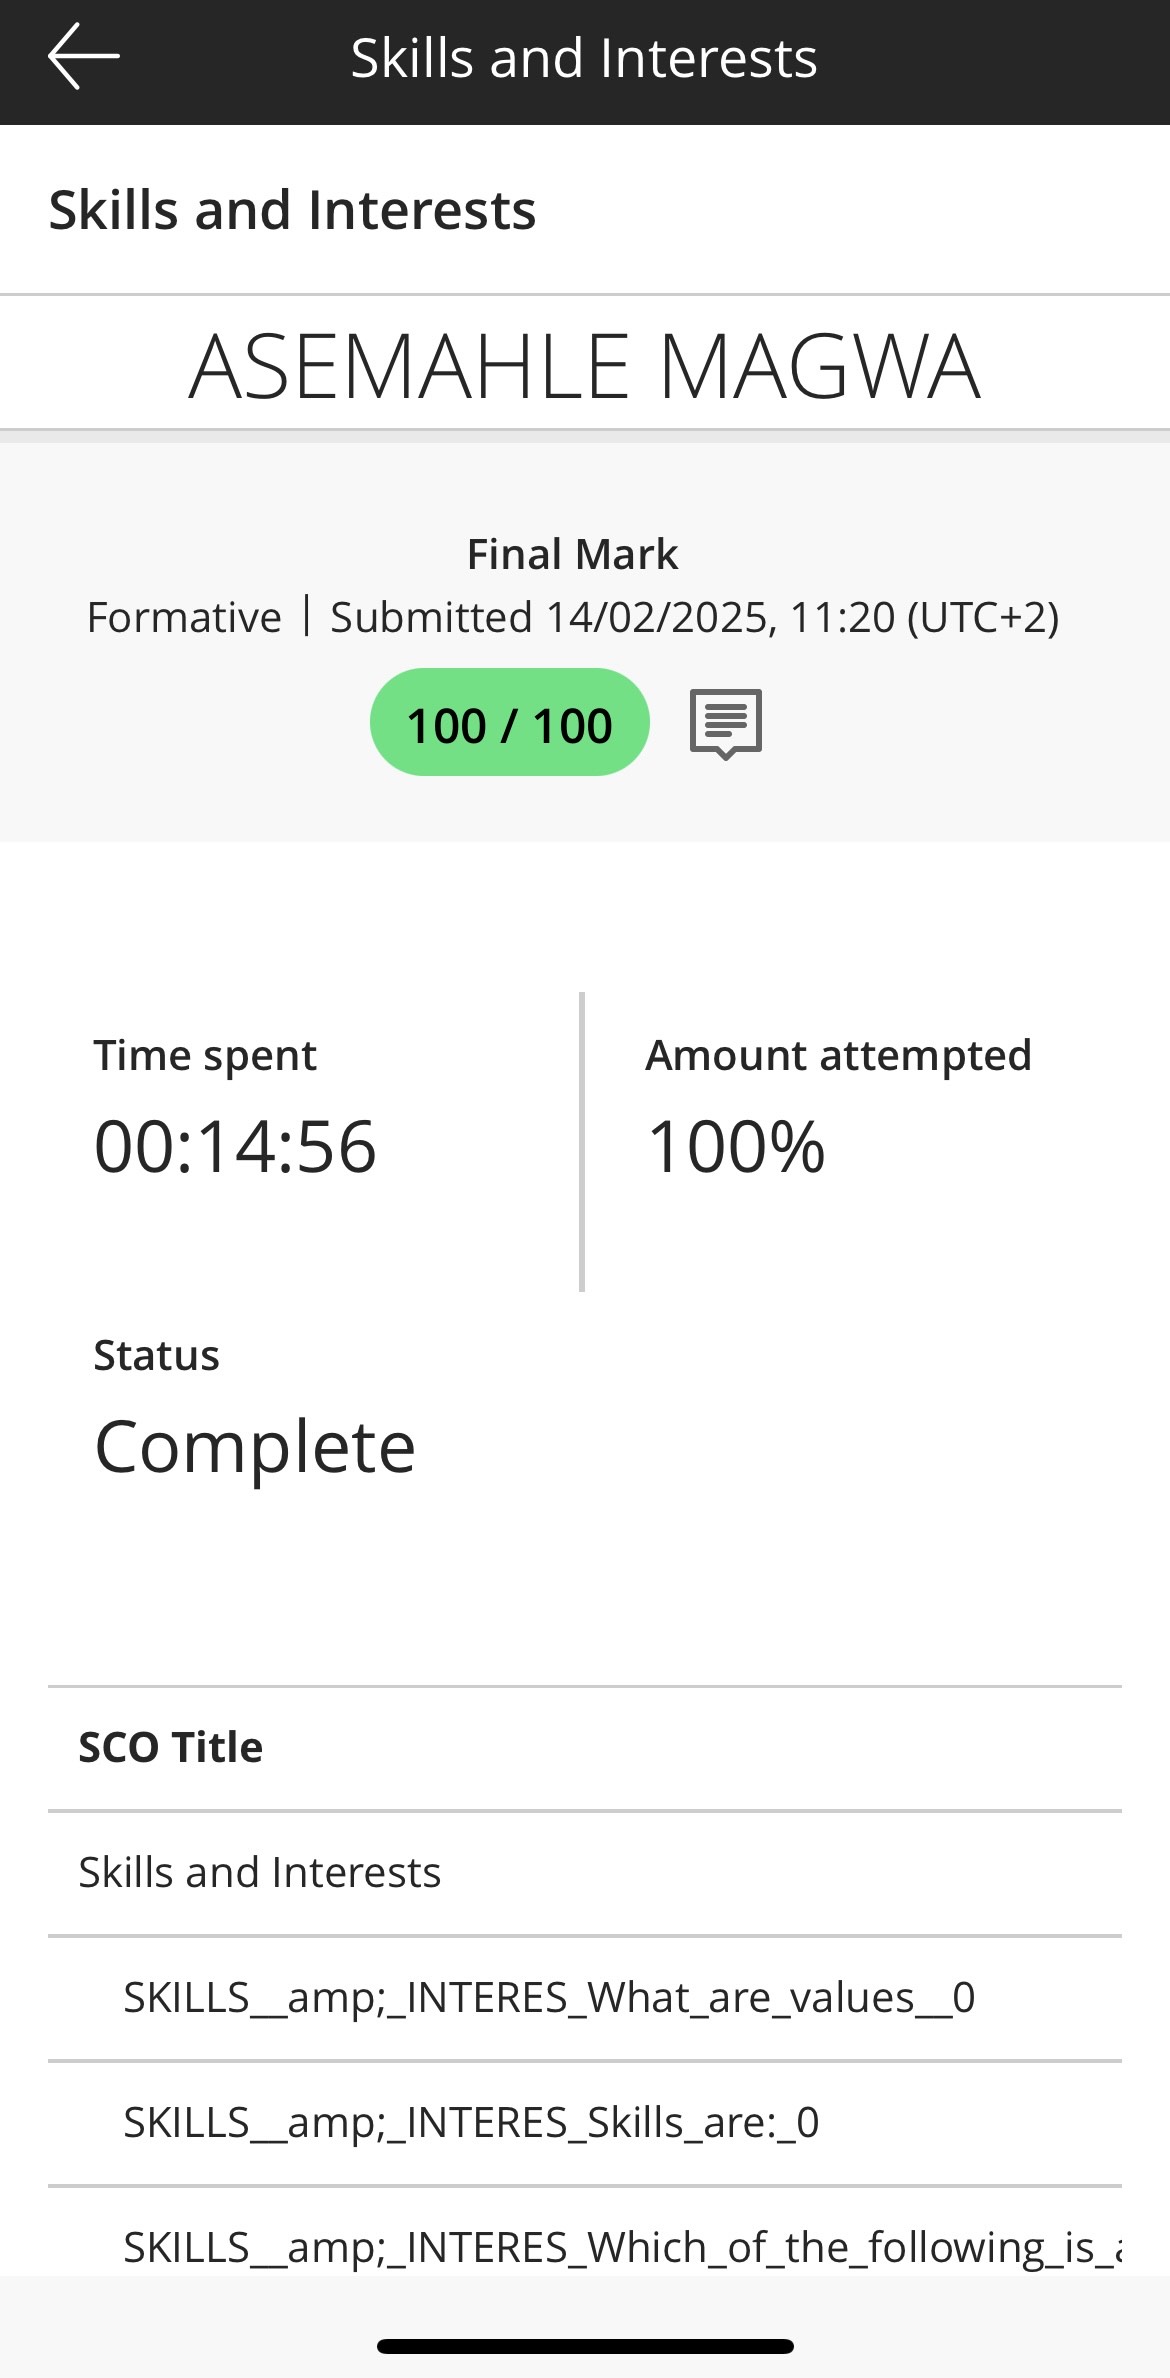 Skills and Interests
Skills and Interests
ASEMAHLE MAGWA
Final Mark
Formative | Submitted 14/02/2025, 11:20 (UTC+2)
100 / 100
Time spent
Amount attempted
00:14:56
100%
Status
Complete
SCO Title
Skills and Interests
SKILLS__amp;_INTERES_What_are_values__0
SKILLS__amp;_INTERES_Skills_are:_0
SKILLS__amp;_INTERES_Which_of_the_following_is_